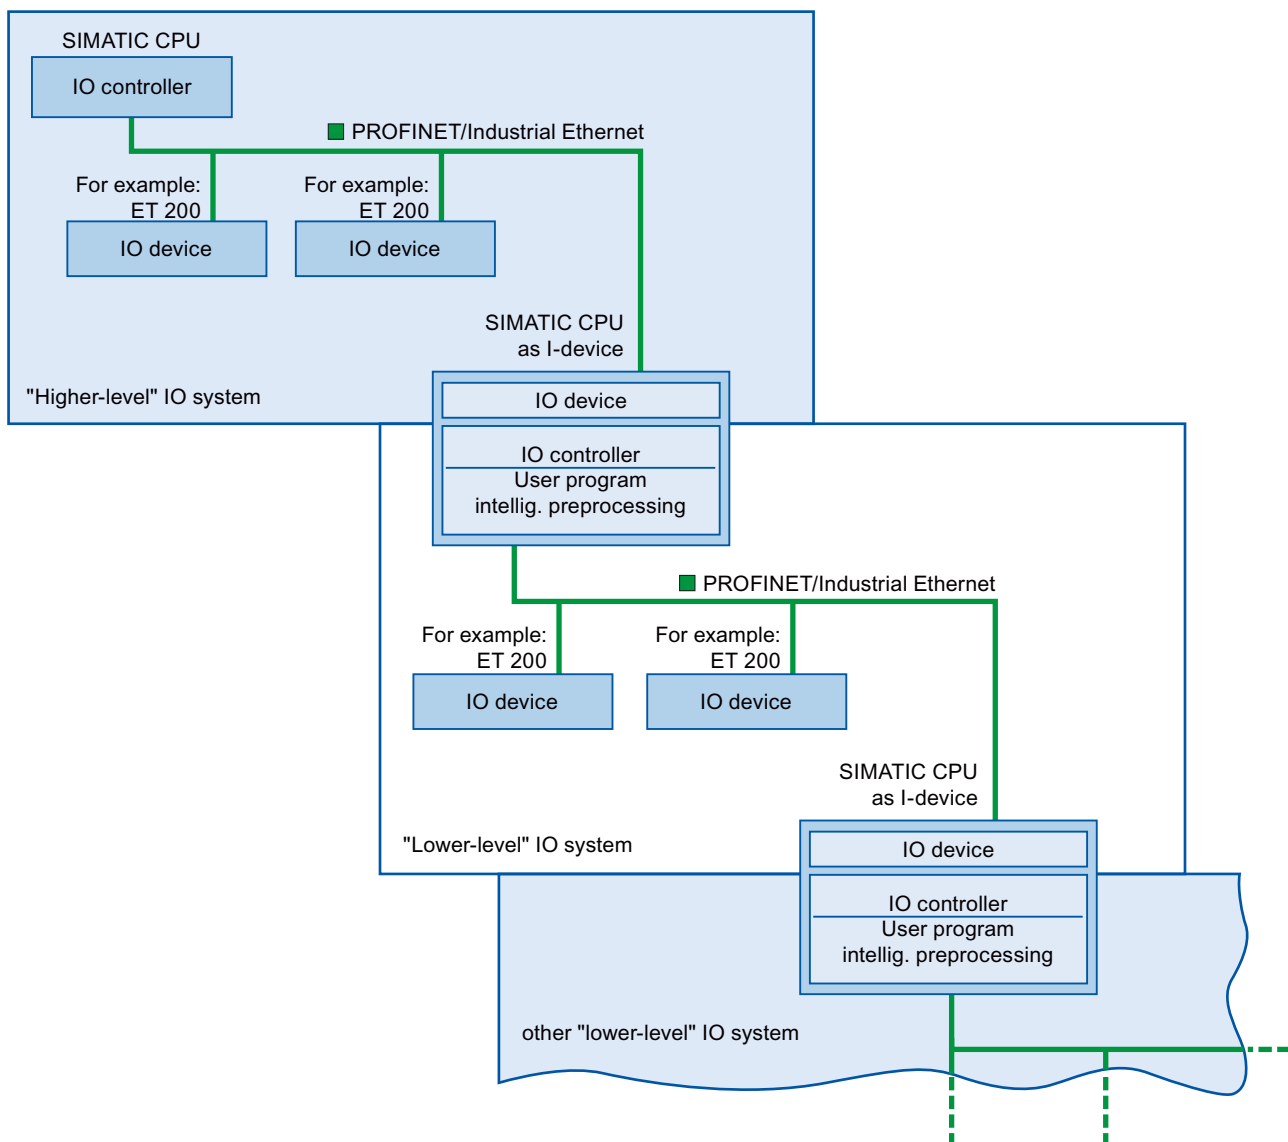 SIMATIC CPU
IO controller
PROFINET/Industrial Ethernet
For example:
ET 200
IO device
For example:
ET 200
IO device
SIMATIC CPU
as I-device
"Higher-level" IO system
IO device
IO controller
User program
intellig. preprocessing
PROFINET/Industrial Ethernet
For example:
ET 200
IO device
For example:
ET 200
IO device
SIMATIC CPU
as I-device
"Lower-level" IO system
IO device
IO controller
User program
intellig. preprocessing
other "lower-level" IO system